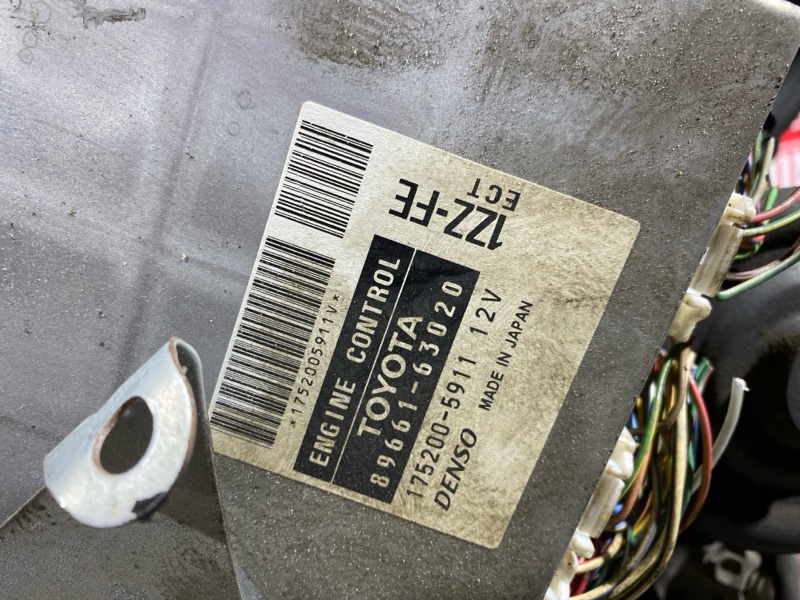 1ZZ-FE
ECT
*1752005911V*
ENGINE CONTROL
TOYOTA
89661-63020
175200-5911 12V
DENSO MADE IN JAPAN